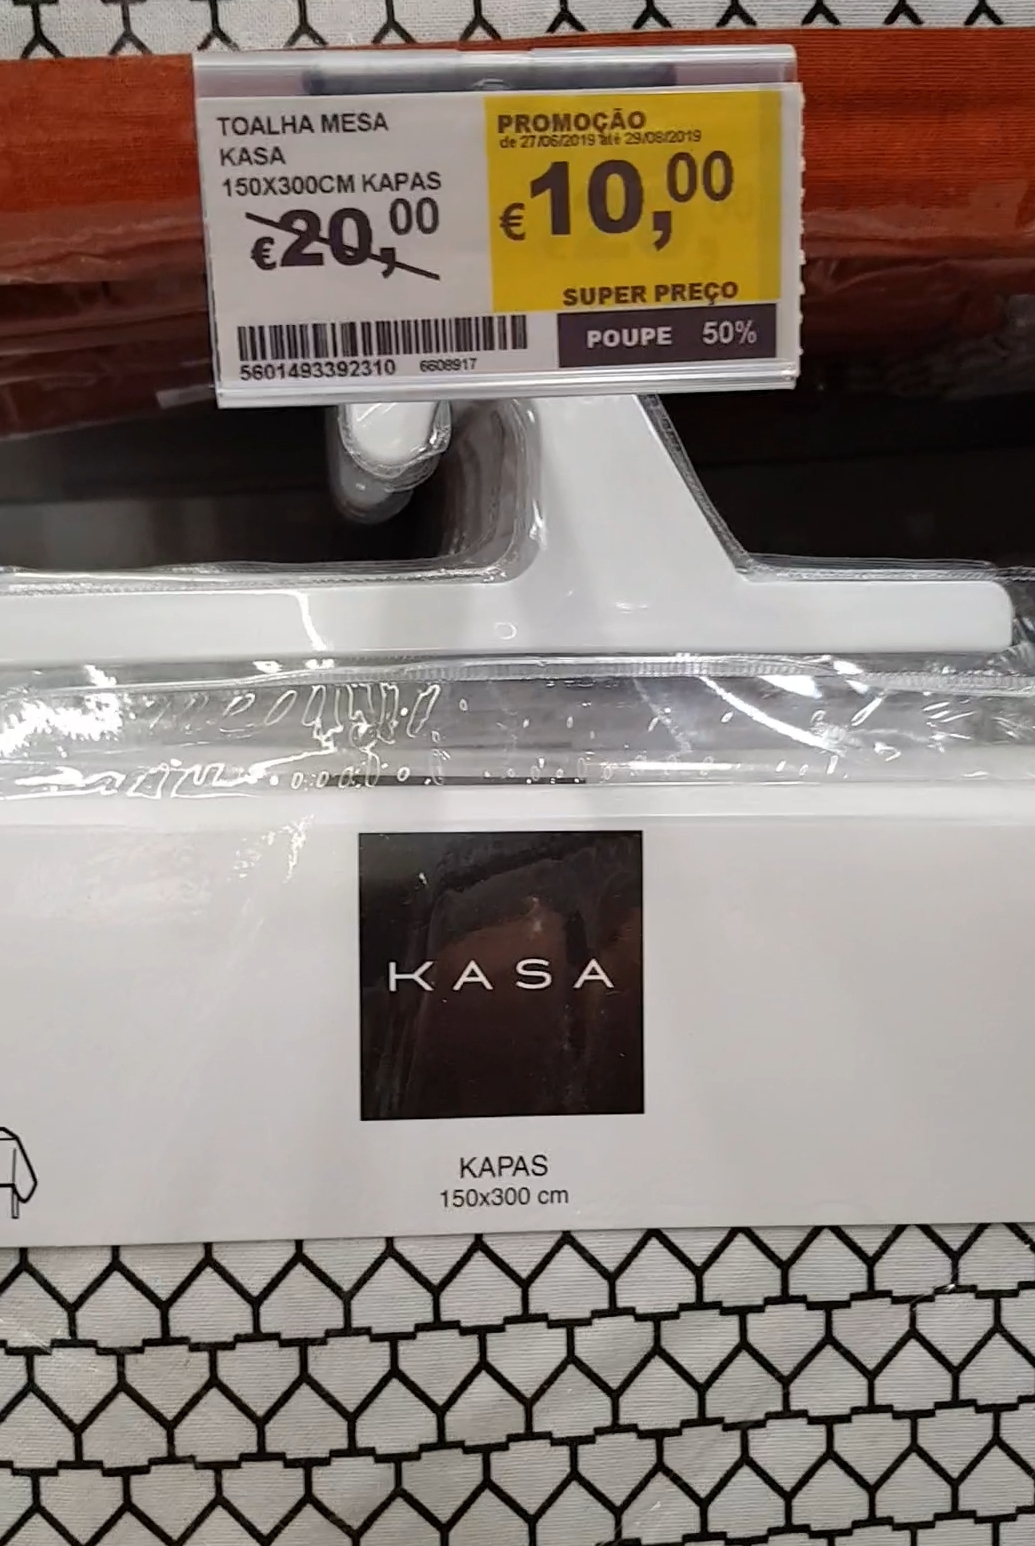 TOALHA MESA
KASA
150X300CM KAPAS
€20,00
5601493392310 6608917
PROMOÇÃO
de 27/06/2019 até 29/08/2019
€10,00
SUPER PREÇO
POUPE 50%
KASA
KAPAS
150x300 cm